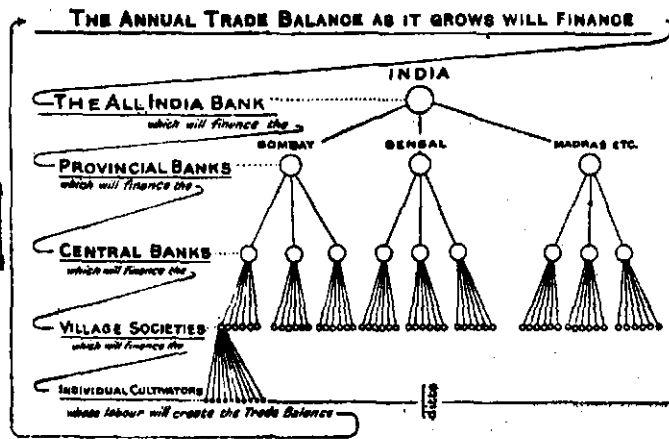 THE ANNUAL TRADE BALANCE AS IT GROWS WILL FINANCE
INDIA
THE ALL INDIA BANK
which will finance the
BOMBAY BENGAL MADRAS ETC.
PROVINCIAL BANKS
which will finance the
CENTRAL BANKS
which will finance the
VILLAGE SOCIETIES
which will finance the
INDIVIDUAL CULTIVATORS
whose labour will create the Trade Balance
ditto